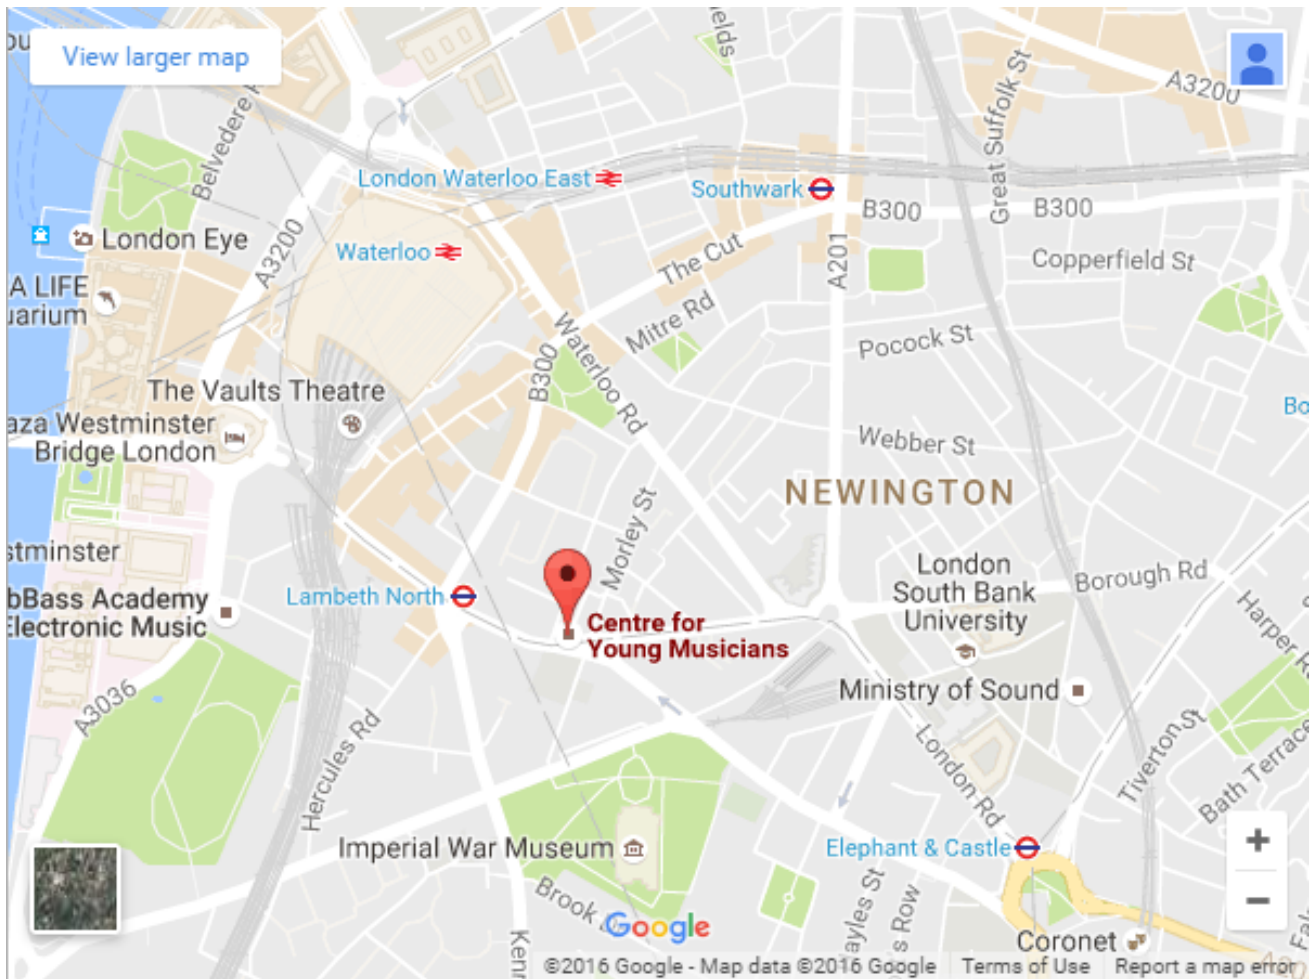 View larger map
A3200
Great Suffolk St
Belvedere
London Waterloo East
Southwark
B300
B300
London Eye
A3200
Waterloo
The Cut
A201
Copperfield St
A LIFE
Mitre Rd
Waterloo Rd
Pocock St
B300
The Vaults Theatre
Westminster
Bridge London
Webber St
NEWINGTON
Morley St
London
South Bank
University
Borough Rd
Lambeth North
Academy
Electronic Music
Centre for
Young Musicians
Harper Rd
Ministry of Sound
A3036
Hercules Rd
London Rd
Tiverton St
Bath Terrace
Imperial War Museum
Elephant & Castle
+
−
Brook
Google
Row
Coronet
©2016 Google - Map data ©2016 Google
Terms of Use
Report a map error